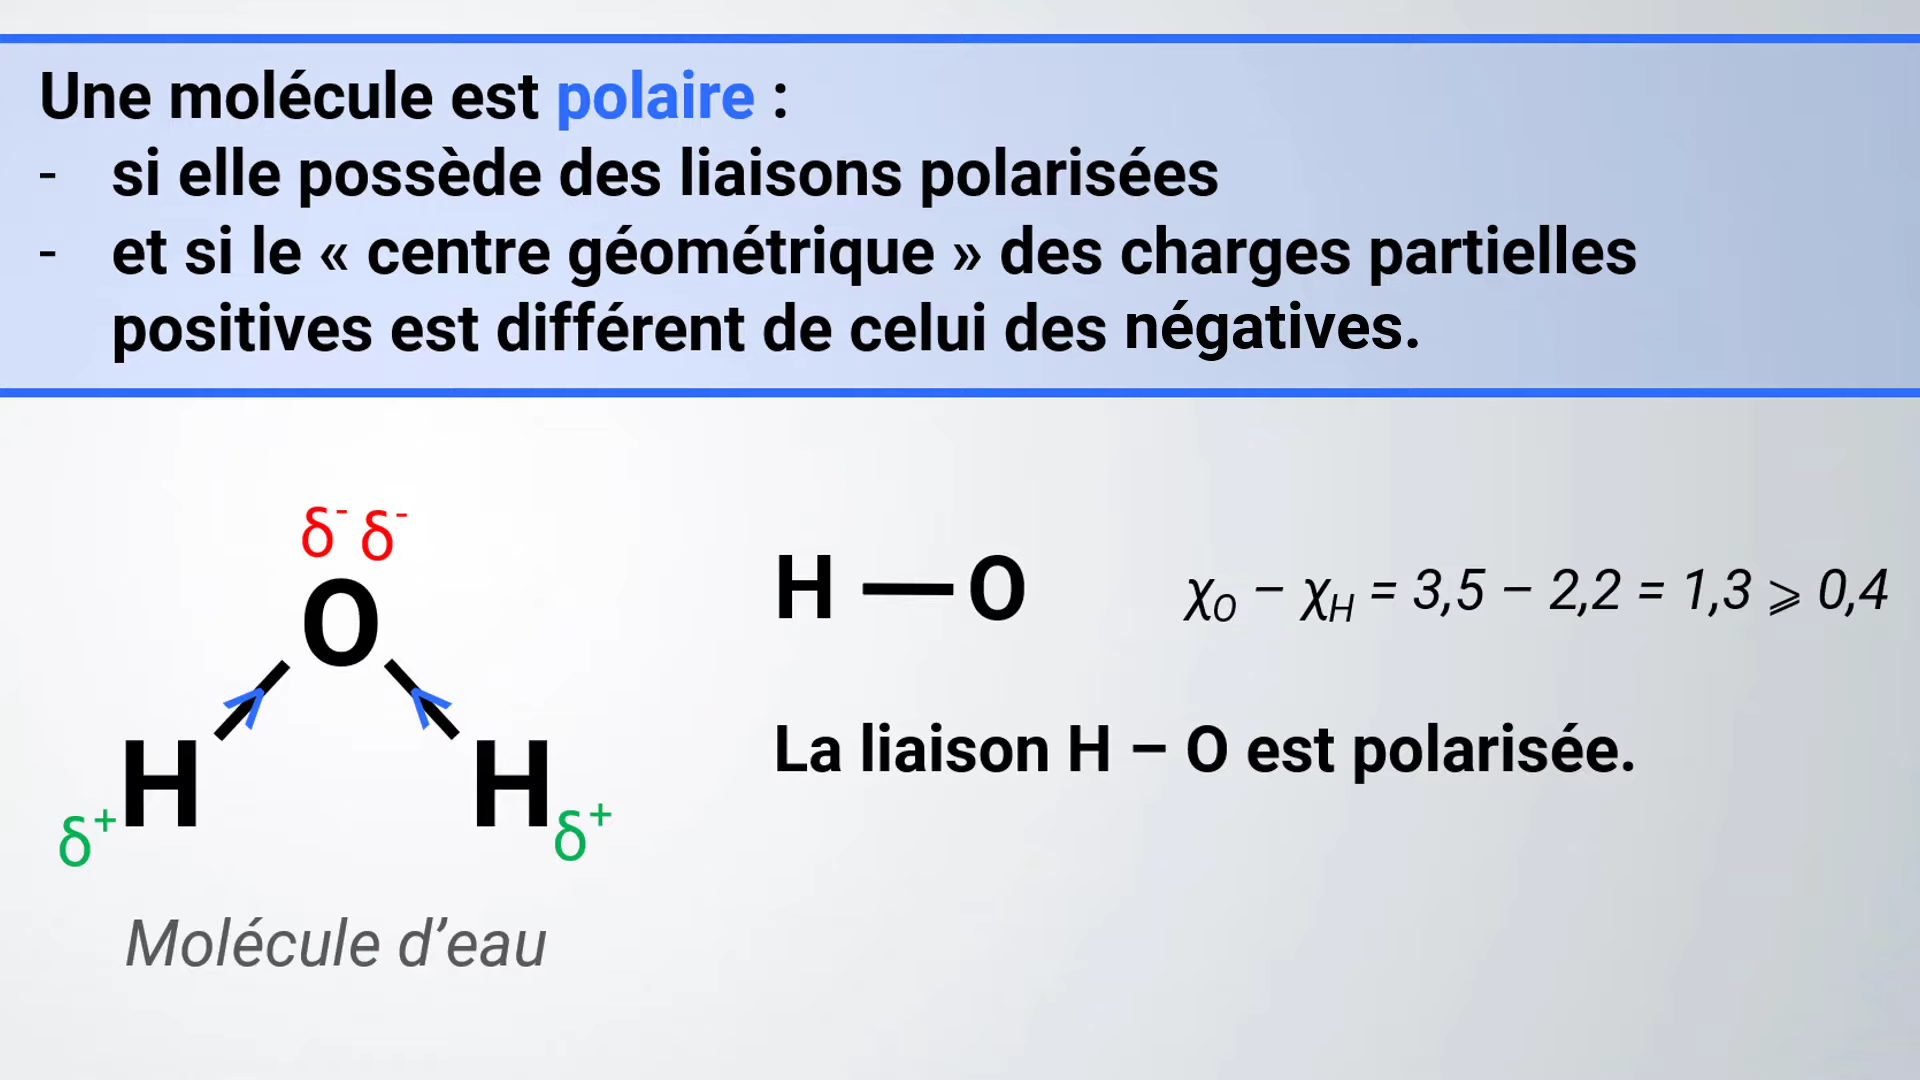 Une molécule est polaire :
- si elle possède des liaisons polarisées
- et si le « centre géométrique » des charges partielles
positives est différent de celui des négatives.
δ⁻ δ⁻
O
H H
δ⁺ δ⁺
Molécule d’eau
H — O
χO – χH = 3,5 – 2,2 = 1,3 ⩾ 0,4
La liaison H – O est polarisée.